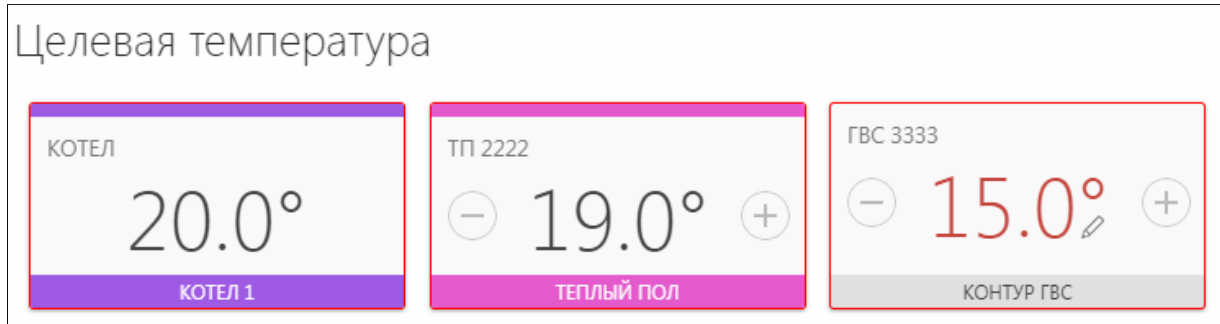 Целевая температура
КОТЕЛ
20.0°
КОТЕЛ 1
ТП 2222
19.0°
ТЕПЛЫЙ ПОЛ
ГВС 3333
15.0°
КОНТУР ГВС